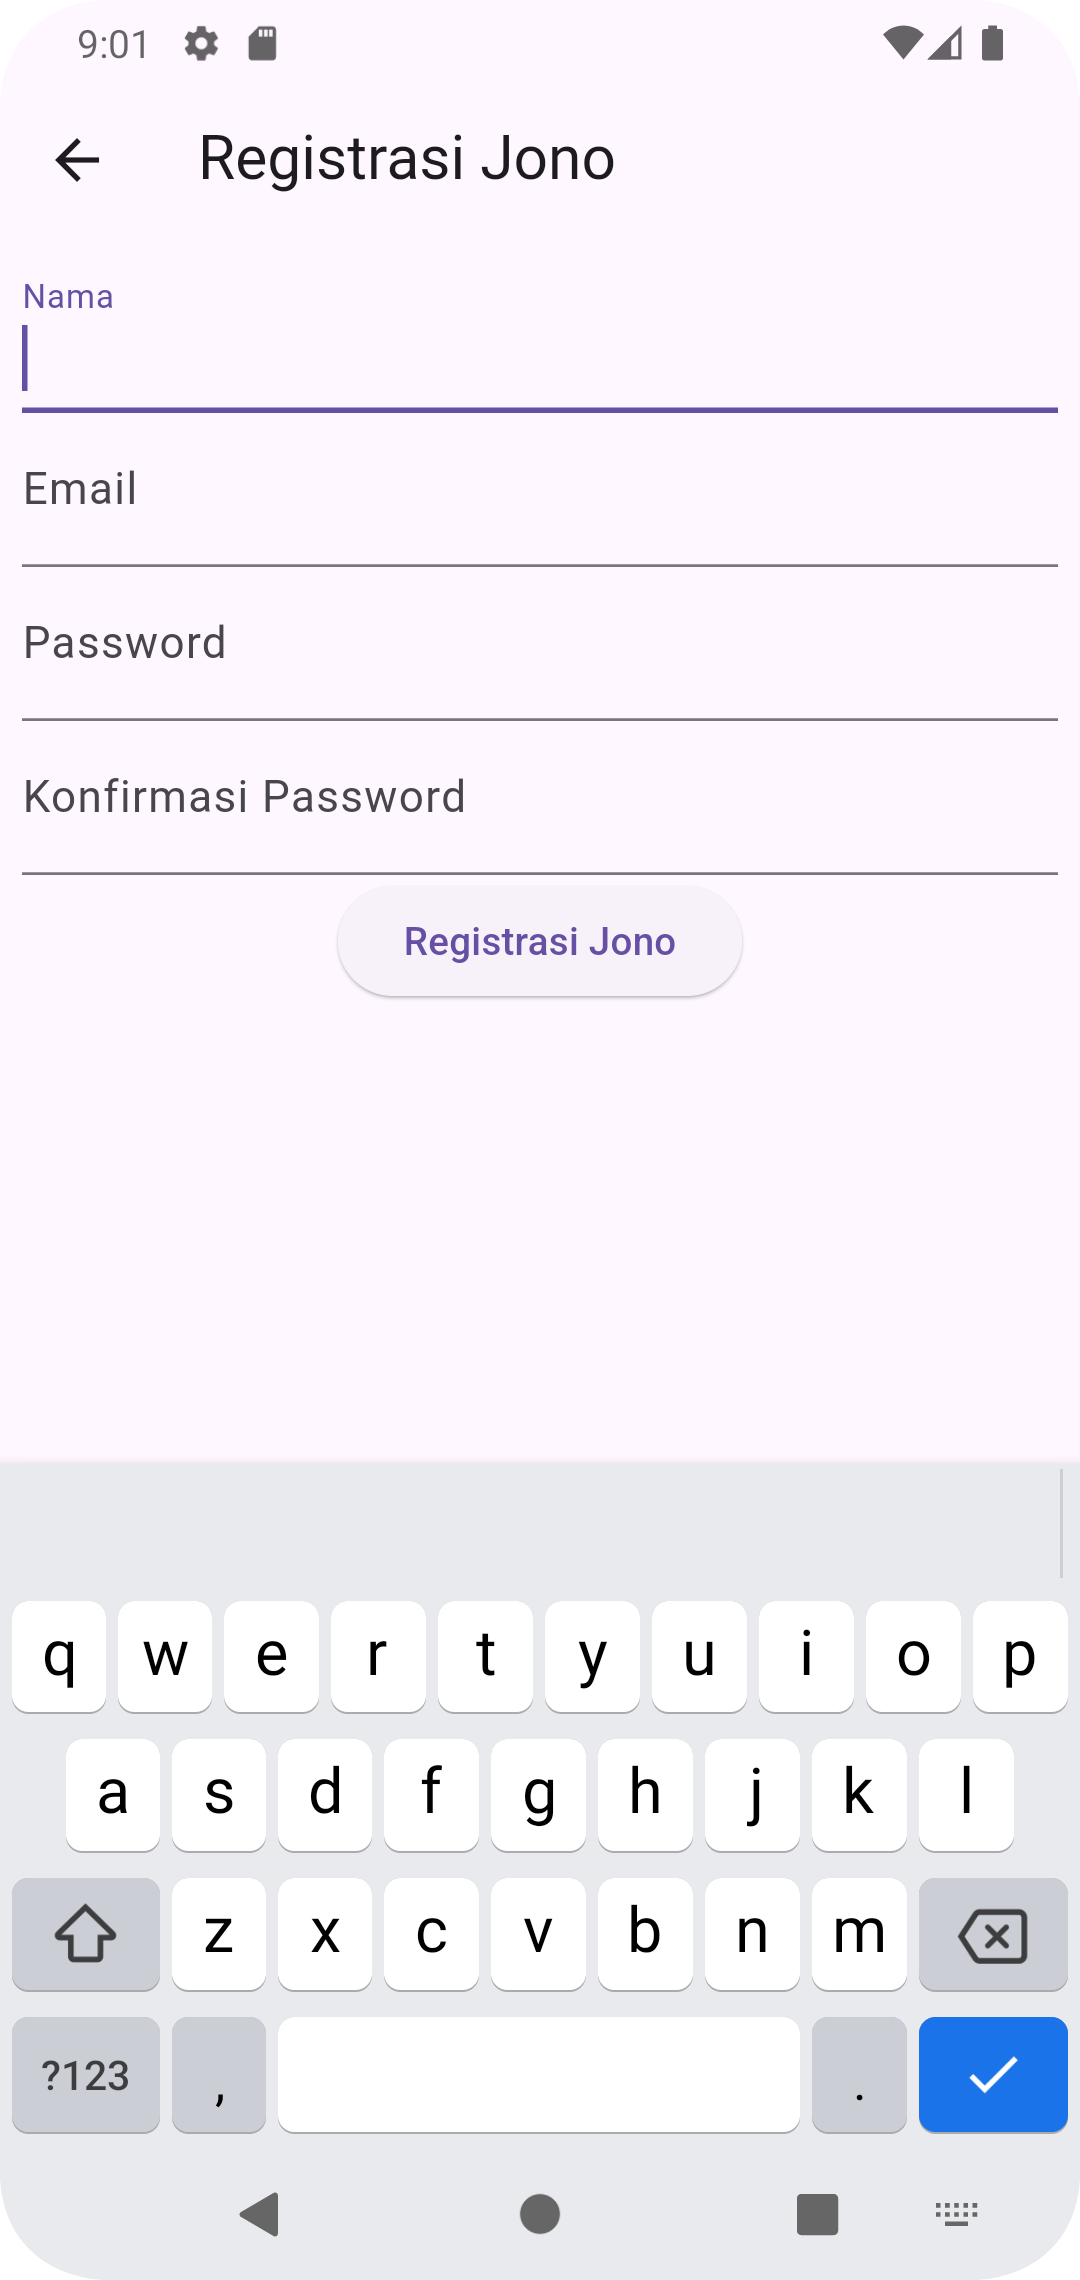 9:01
Registrasi Jono
Nama
Email
Password
Konfirmasi Password
Registrasi Jono
q w e r t y u i o p
a s d f g h j k l
z x c v b n m
?123 , .